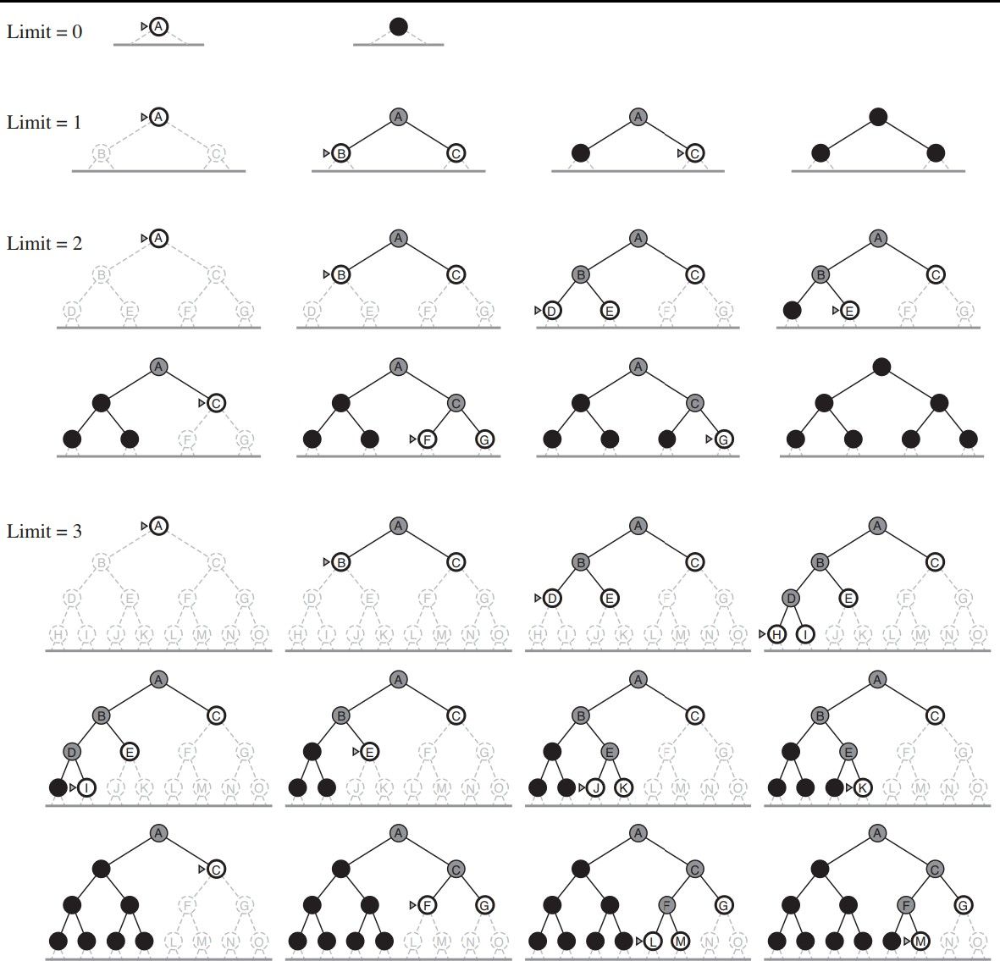 Limit = 0 A
Limit = 1 A A A
B C B C C
Limit = 2 A A A A
B C B C B C B C
D E F G D E F G D E F G E F G
A A A
C C C
F G F G G
Limit = 3 A A A A
B C B C B C B C
D E F G D E F G D E F G D E F G
H I J K L M N O H I J K L M N O H I J K L M N O H I J K L M N O
A A A A
B C B C B C B C
D E F G E F G E F G E F G
I J K L M N O J K L M N O J K L M N O K L M N O
A A A A
C C C C
F G F G F G F G
L M N O L M N O L M N O M N O